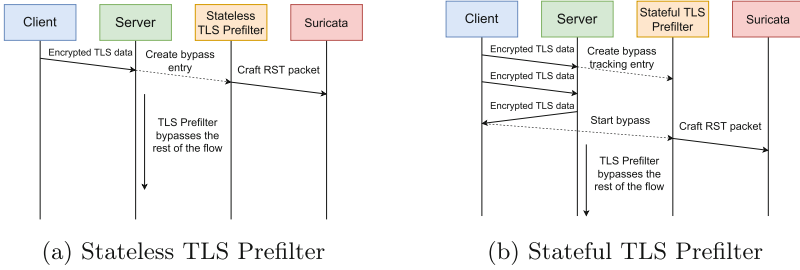 Client
Server
Stateless
TLS Prefilter
Suricata
Encrypted TLS data
Create bypass
entry
Craft RST packet
TLS Prefilter
bypasses the
rest of the flow
(a) Stateless TLS Prefilter
Client
Server
Stateful TLS
Prefilter
Suricata
Encrypted TLS data
Create bypass
tracking entry
Encrypted TLS data
Encrypted TLS data
Start bypass
Craft RST packet
TLS Prefilter
bypasses the
rest of the flow
(b) Stateful TLS Prefilter